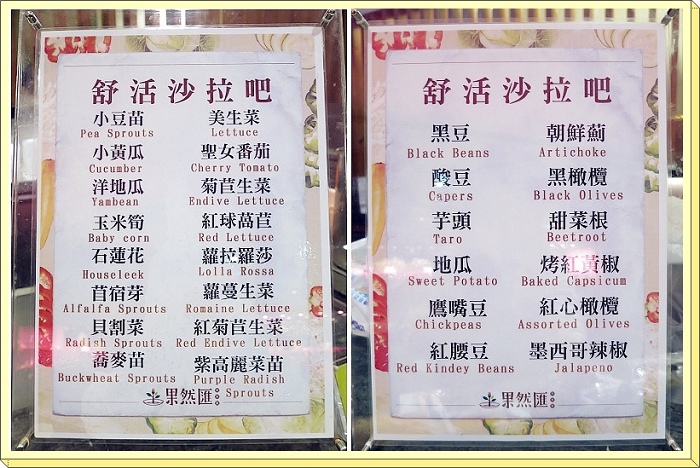 舒活沙拉吧
小豆苗 美生菜
Pea Sprouts Lettuce
小黃瓜 聖女番茄
Cucumber Cherry Tomato
洋地瓜 菊苣生菜
Yambean Endive Lettuce
玉米筍 紅球萵苣
Baby corn Red Lettuce
石蓮花 蘿拉羅莎
Houseleek Lolla Rossa
苜宿芽 蘿蔓生菜
Alfalfa Sprouts Romaine Lettuce
貝割菜 紅菊苣生菜
Radish Sprouts Red Endive Lettuce
蕎麥苗 紫高麗菜苗
Buckwheat Sprouts Purple Radish
Sprouts
果然匯
舒活沙拉吧
黑豆 朝鮮薊
Black Beans Artichoke
酸豆 黑橄欖
Capers Black Olives
芋頭 甜菜根
Taro Beetroot
地瓜 烤紅黃椒
Sweet Potato Baked Capsicum
鷹嘴豆 紅心橄欖
Chickpeas Assorted Olives
紅腰豆 墨西哥辣椒
Red Kindey Beans Jalapeno
果然匯